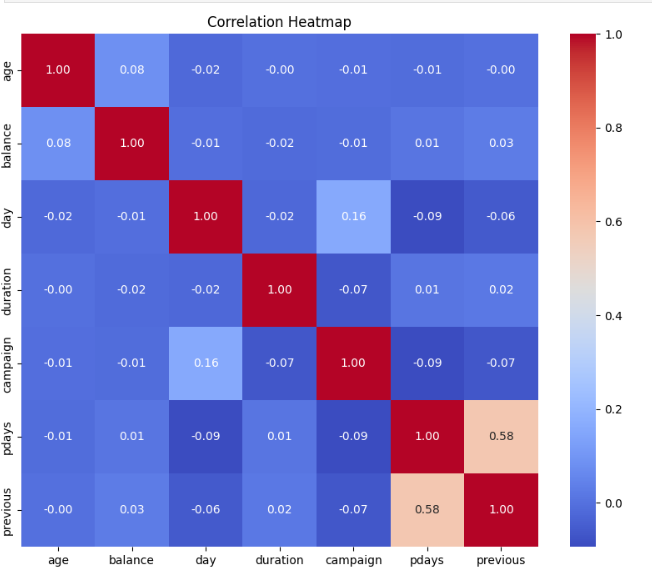 Correlation Heatmap
age 1.00 0.08 -0.02 -0.00 -0.01 -0.01 -0.00
balance 0.08 1.00 -0.01 -0.02 -0.01 0.01 0.03
day -0.02 -0.01 1.00 -0.02 0.16 -0.09 -0.06
duration -0.00 -0.02 -0.02 1.00 -0.07 0.01 0.02
campaign -0.01 -0.01 0.16 -0.07 1.00 -0.09 -0.07
pdays -0.01 0.01 -0.09 0.01 -0.09 1.00 0.58
previous -0.00 0.03 -0.06 0.02 -0.07 0.58 1.00
age balance day duration campaign pdays previous
1.0
0.8
0.6
0.4
0.2
0.0